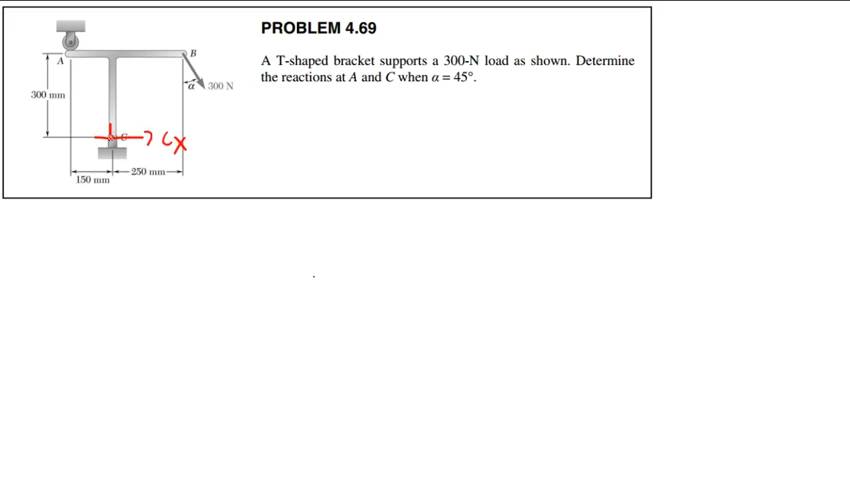 PROBLEM 4.69
A T-shaped bracket supports a 300-N load as shown. Determine
the reactions at A and C when α = 45°.
B
A
α
300 N
300 mm
C
Cx
250 mm
150 mm